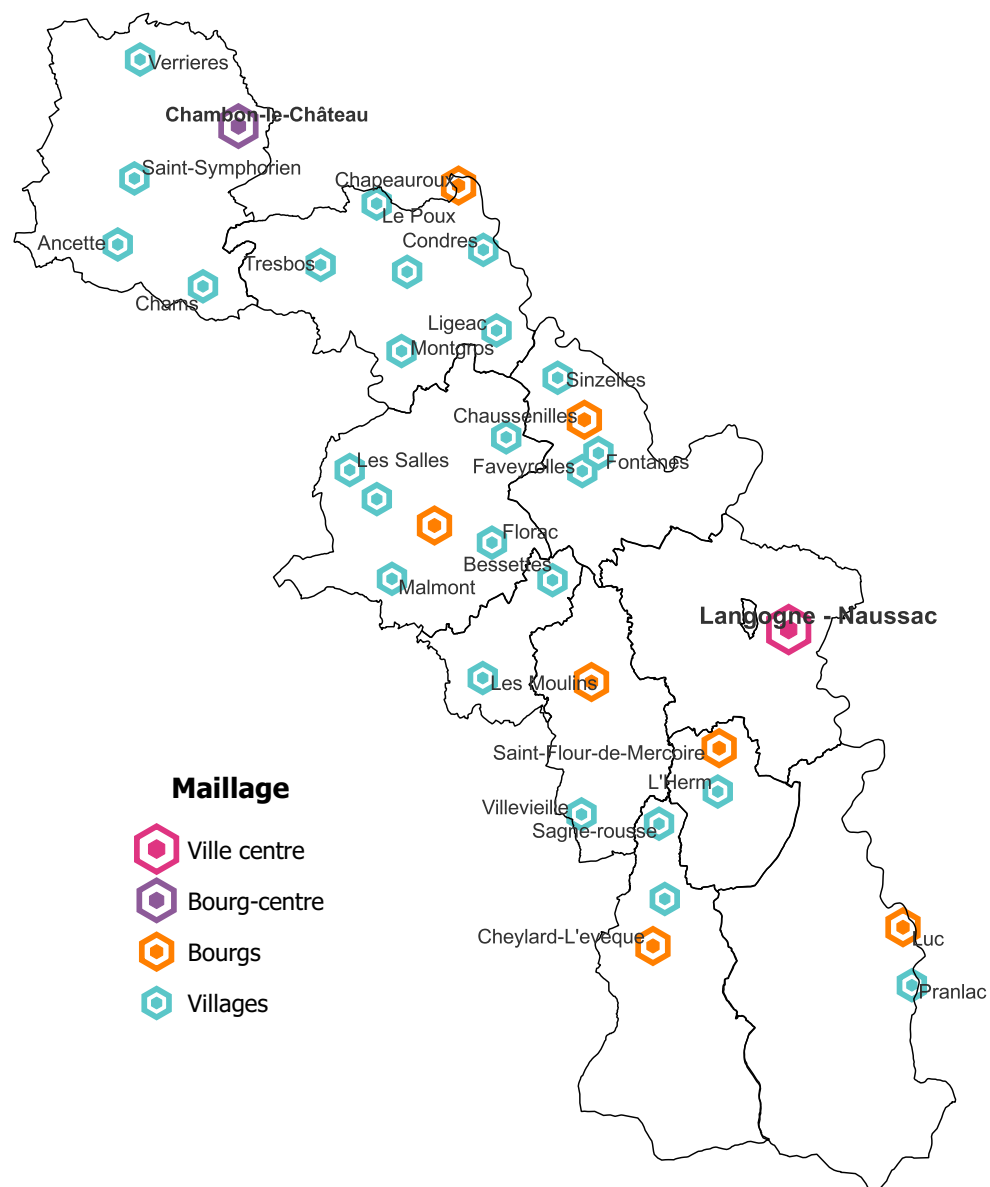 Verrieres
Chambon-le-Château
Saint-Symphorien
Chapeauroux
Le Poux
Ancette
Condres
Tresbos
Chams
Ligeac
Montgros
Sinzelles
Chaussenilles
Les Salles
Faveyrolles
Fontanes
Florac
Bessettes
Malmont
Langogne - Naussac
Les Moulins
Saint-Flour-de-Mercoire
L'Herm
Maillage
Villevieille
Sagne-rousse
Ville centre
Bourg-centre
Cheylard-L'eveque
Luc
Bourgs
Pranlac
Villages